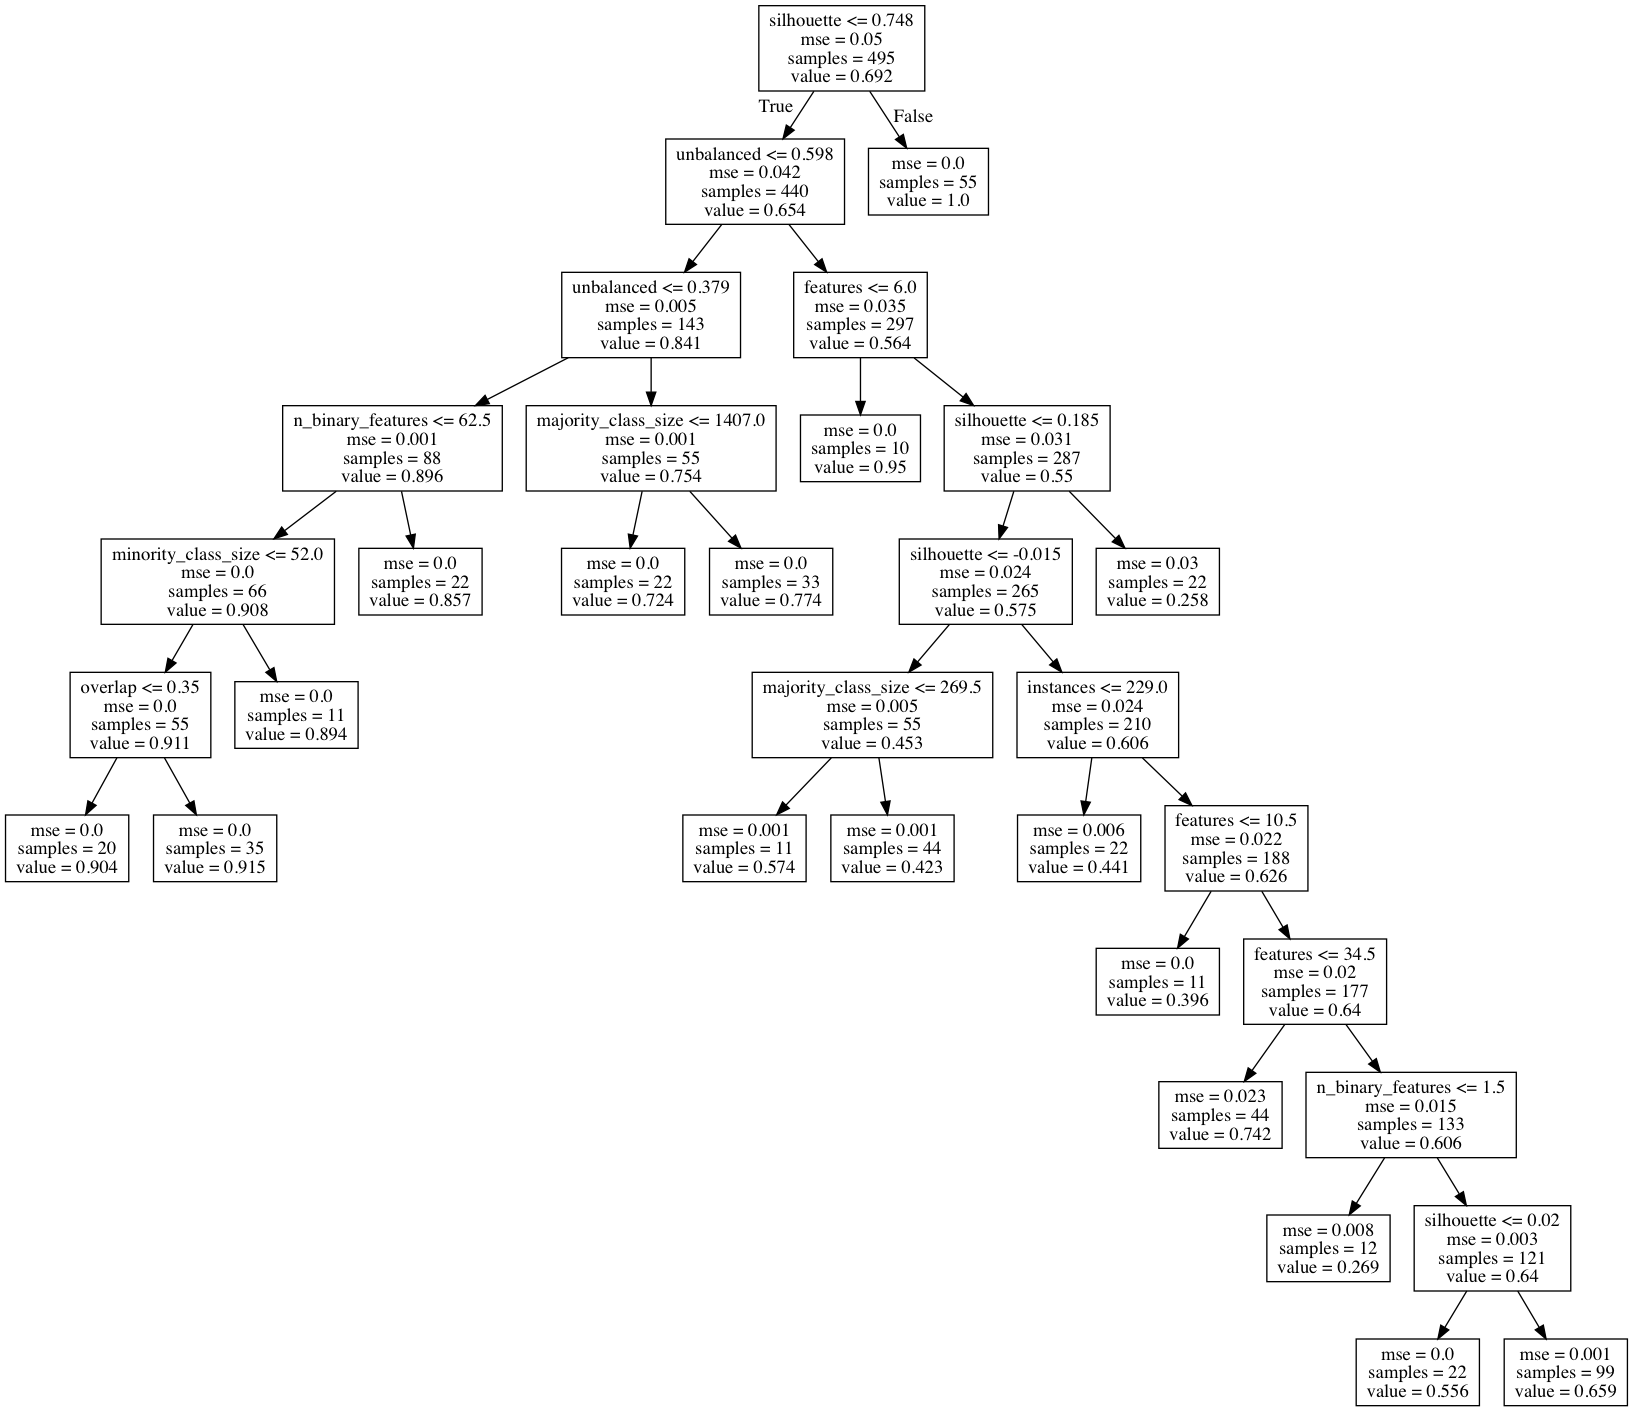 silhouette <= 0.748
mse = 0.05
samples = 495
value = 0.692
True
False
unbalanced <= 0.598
mse = 0.042
samples = 440
value = 0.654
mse = 0.0
samples = 55
value = 1.0
unbalanced <= 0.379
mse = 0.005
samples = 143
value = 0.841
features <= 6.0
mse = 0.035
samples = 297
value = 0.564
n_binary_features <= 62.5
mse = 0.001
samples = 88
value = 0.896
majority_class_size <= 1407.0
mse = 0.001
samples = 55
value = 0.754
mse = 0.0
samples = 10
value = 0.95
silhouette <= 0.185
mse = 0.031
samples = 287
value = 0.55
minority_class_size <= 52.0
mse = 0.0
samples = 66
value = 0.908
mse = 0.0
samples = 22
value = 0.857
mse = 0.0
samples = 22
value = 0.724
mse = 0.0
samples = 33
value = 0.774
silhouette <= -0.015
mse = 0.024
samples = 265
value = 0.575
mse = 0.03
samples = 22
value = 0.258
overlap <= 0.35
mse = 0.0
samples = 55
value = 0.911
mse = 0.0
samples = 11
value = 0.894
majority_class_size <= 269.5
mse = 0.005
samples = 55
value = 0.453
instances <= 229.0
mse = 0.024
samples = 210
value = 0.606
mse = 0.0
samples = 20
value = 0.904
mse = 0.0
samples = 35
value = 0.915
mse = 0.001
samples = 11
value = 0.574
mse = 0.001
samples = 44
value = 0.423
mse = 0.006
samples = 22
value = 0.441
features <= 10.5
mse = 0.022
samples = 188
value = 0.626
mse = 0.0
samples = 11
value = 0.396
features <= 34.5
mse = 0.02
samples = 177
value = 0.64
mse = 0.023
samples = 44
value = 0.742
n_binary_features <= 1.5
mse = 0.015
samples = 133
value = 0.606
mse = 0.008
samples = 12
value = 0.269
silhouette <= 0.02
mse = 0.003
samples = 121
value = 0.64
mse = 0.0
samples = 22
value = 0.556
mse = 0.001
samples = 99
value = 0.659